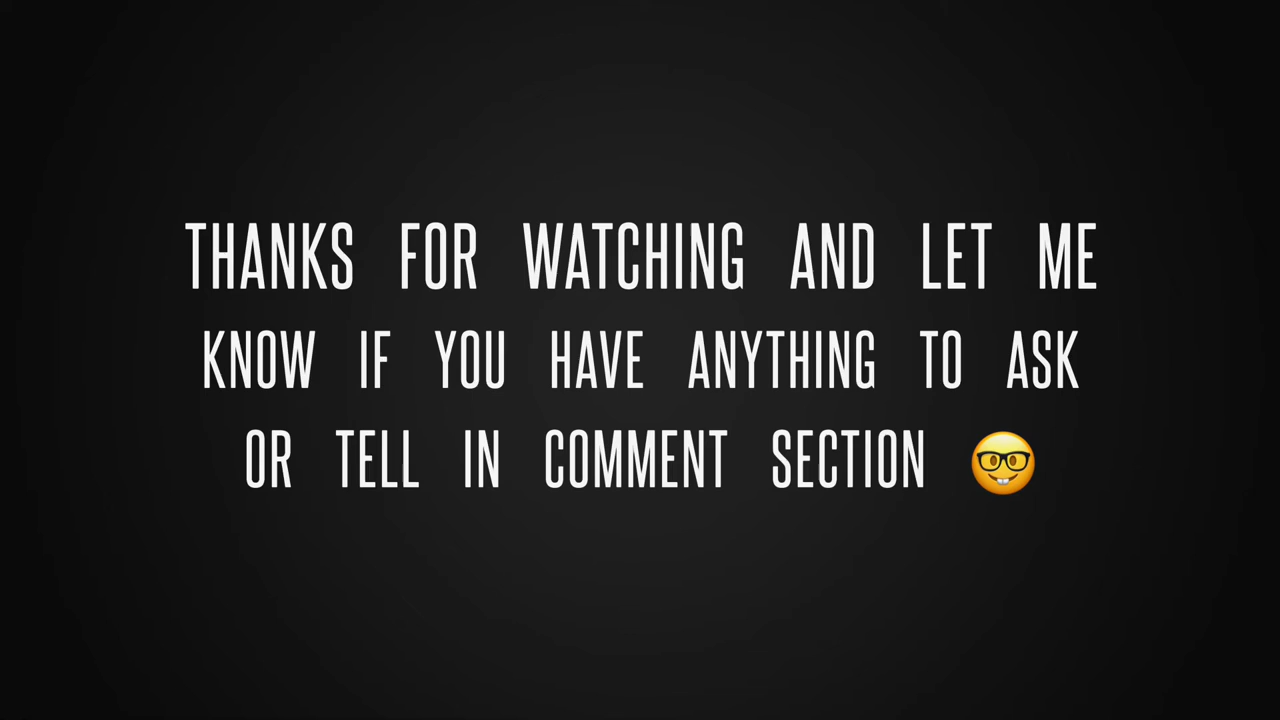 THANKS FOR WATCHING AND LET ME
KNOW IF YOU HAVE ANYTHING TO ASK
OR TELL IN COMMENT SECTION 🤓